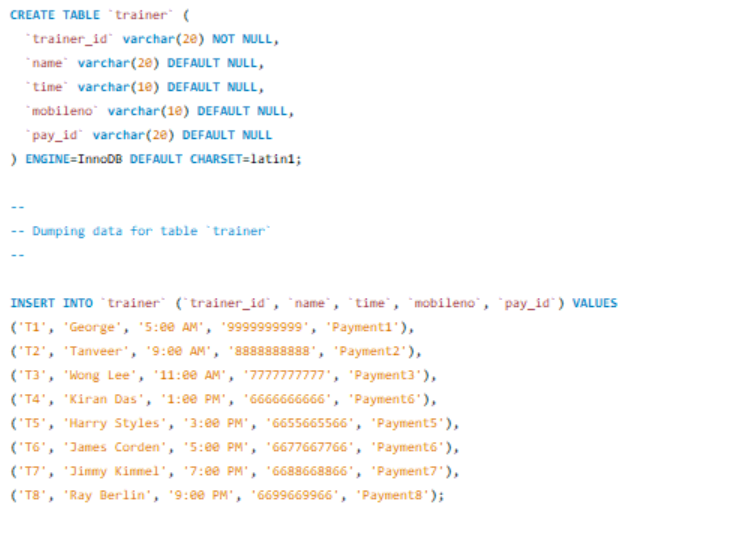 CREATE TABLE `trainer` (
  `trainer_id` varchar(20) NOT NULL,
  `name` varchar(20) DEFAULT NULL,
  `time` varchar(10) DEFAULT NULL,
  `mobileno` varchar(10) DEFAULT NULL,
  `pay_id` varchar(20) DEFAULT NULL
) ENGINE=InnoDB DEFAULT CHARSET=latin1;
--
-- Dumping data for table `trainer`
--
INSERT INTO `trainer` (`trainer_id`, `name`, `time`, `mobileno`, `pay_id`) VALUES
('T1', 'George', '5:00 AM', '9999999999', 'Payment1'),
('T2', 'Tanveer', '9:00 AM', '8888888888', 'Payment2'),
('T3', 'Wong Lee', '11:00 AM', '7777777777', 'Payment3'),
('T4', 'Kiran Das', '1:00 PM', '6666666666', 'Payment6'),
('T5', 'Harry Styles', '3:00 PM', '6655665566', 'Payment5'),
('T6', 'James Corden', '5:00 PM', '6677667766', 'Payment6'),
('T7', 'Jimmy Kimmel', '7:00 PM', '6688668866', 'Payment7'),
('T8', 'Ray Berlin', '9:00 PM', '6699669966', 'Payment8');